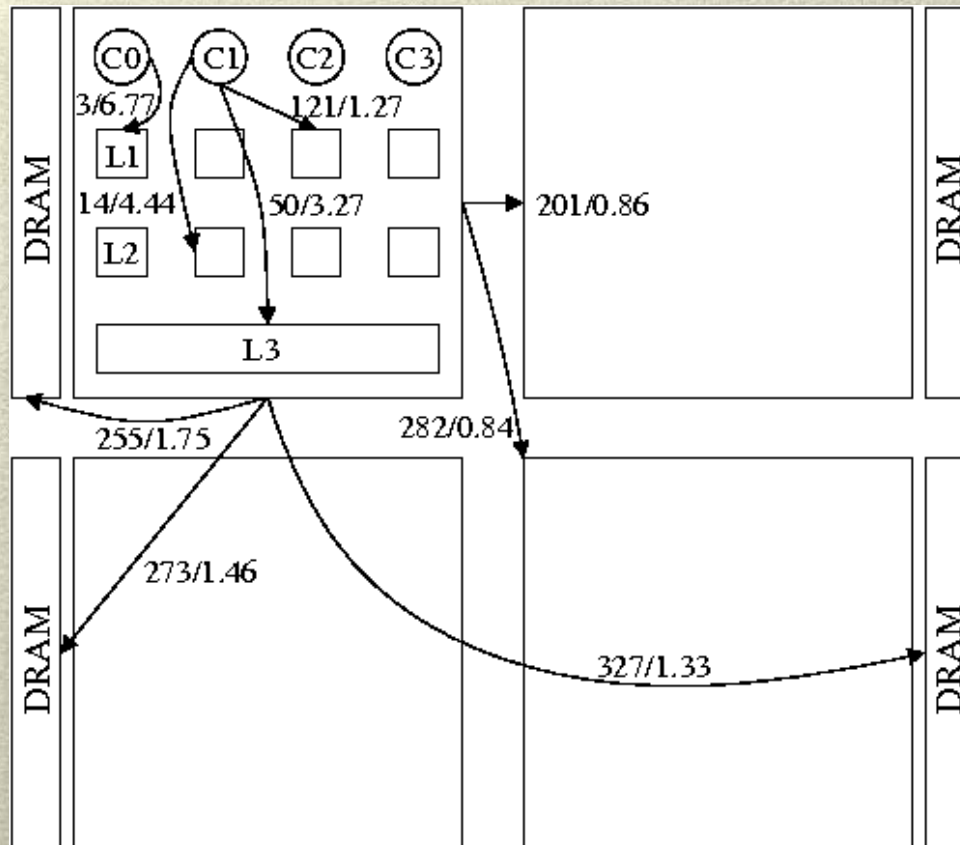 C0 C1 C2 C3
3/6.77 121/1.27
L1
14/4.44 50/3.27 201/0.86
L2
L3
DRAM DRAM
255/1.75 282/0.84
273/1.46
327/1.33
DRAM DRAM